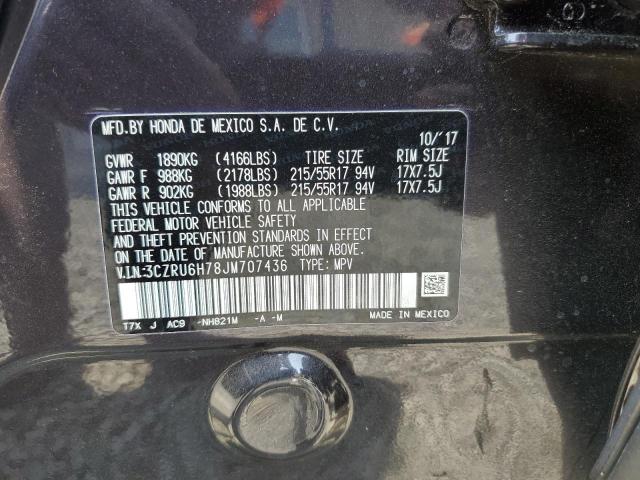 MFD.BY HONDA DE MEXICO S.A. DE C.V.
10/'17
GVWR 1890KG (4166LBS) TIRE SIZE RIM SIZE
GAWR F 988KG (2178LBS) 215/55R17 94V 17X7.5J
GAWR R 902KG (1988LBS) 215/55R17 94V 17X7.5J
THIS VEHICLE CONFORMS TO ALL APPLICABLE
FEDERAL MOTOR VEHICLE SAFETY
AND THEFT PREVENTION STANDARDS IN EFFECT
ON THE DATE OF MANUFACTURE SHOWN ABOVE.
V.I.N.:3CZRU6H78JM707436 TYPE: MPV
T7X J AC9 -NH821M -A -M MADE IN MEXICO